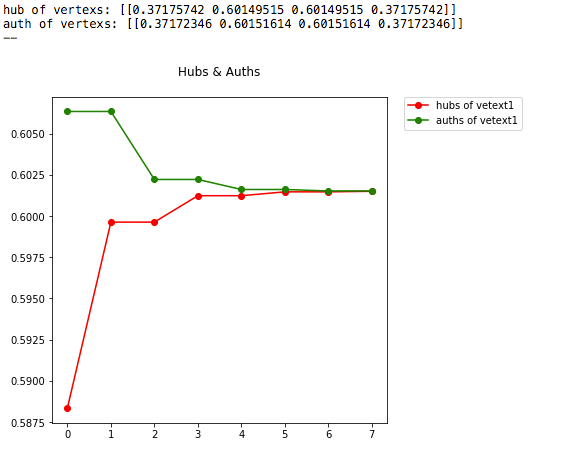 hub of vertexs: [[0.37175742 0.60149515 0.60149515 0.37175742]]
auth of vertexs: [[0.37172346 0.60151614 0.60151614 0.37172346]]
——
Hubs & Auths
hubs of vetext1
auths of vetext1
0.6050
0.6025
0.6000
0.5975
0.5950
0.5925
0.5900
0.5875
0 1 2 3 4 5 6 7